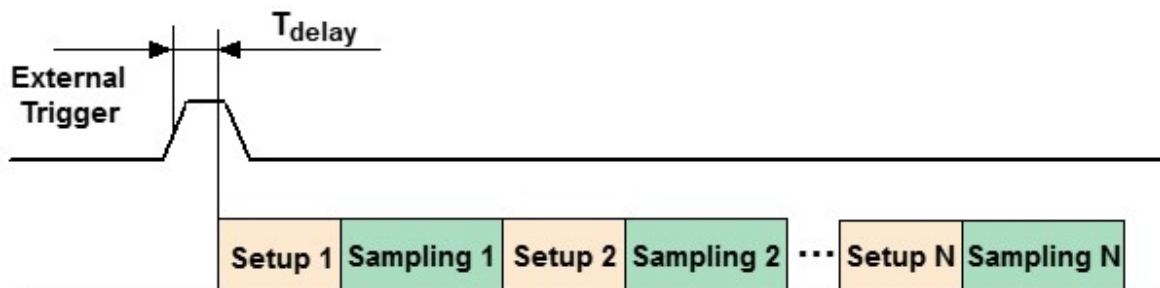 T_delay
External
Trigger
Setup 1 Sampling 1 Setup 2 Sampling 2 ... Setup N Sampling N